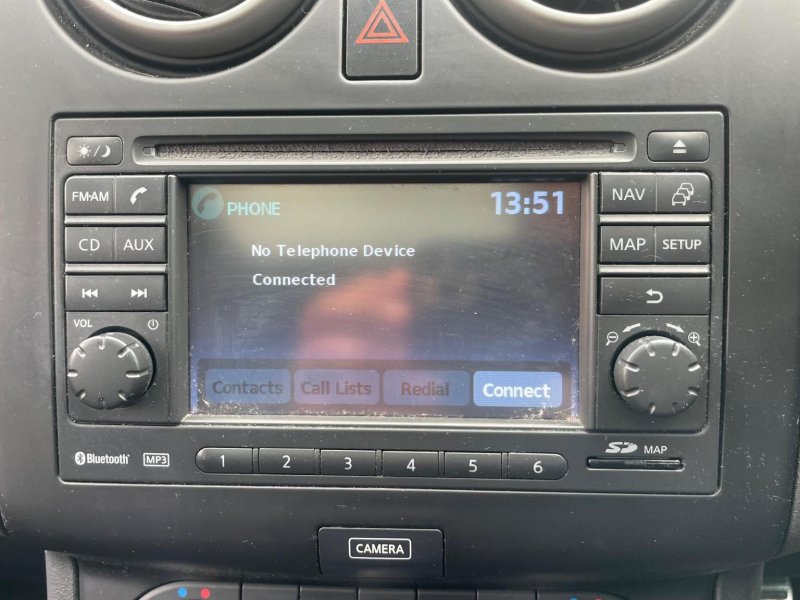 FM·AM
CD AUX
VOL
PHONE 13:51
No Telephone Device
Connected
Contacts Call Lists Redial Connect
NAV
MAP SETUP
Bluetooth MP3
1 2 3 4 5 6
SD MAP
CAMERA